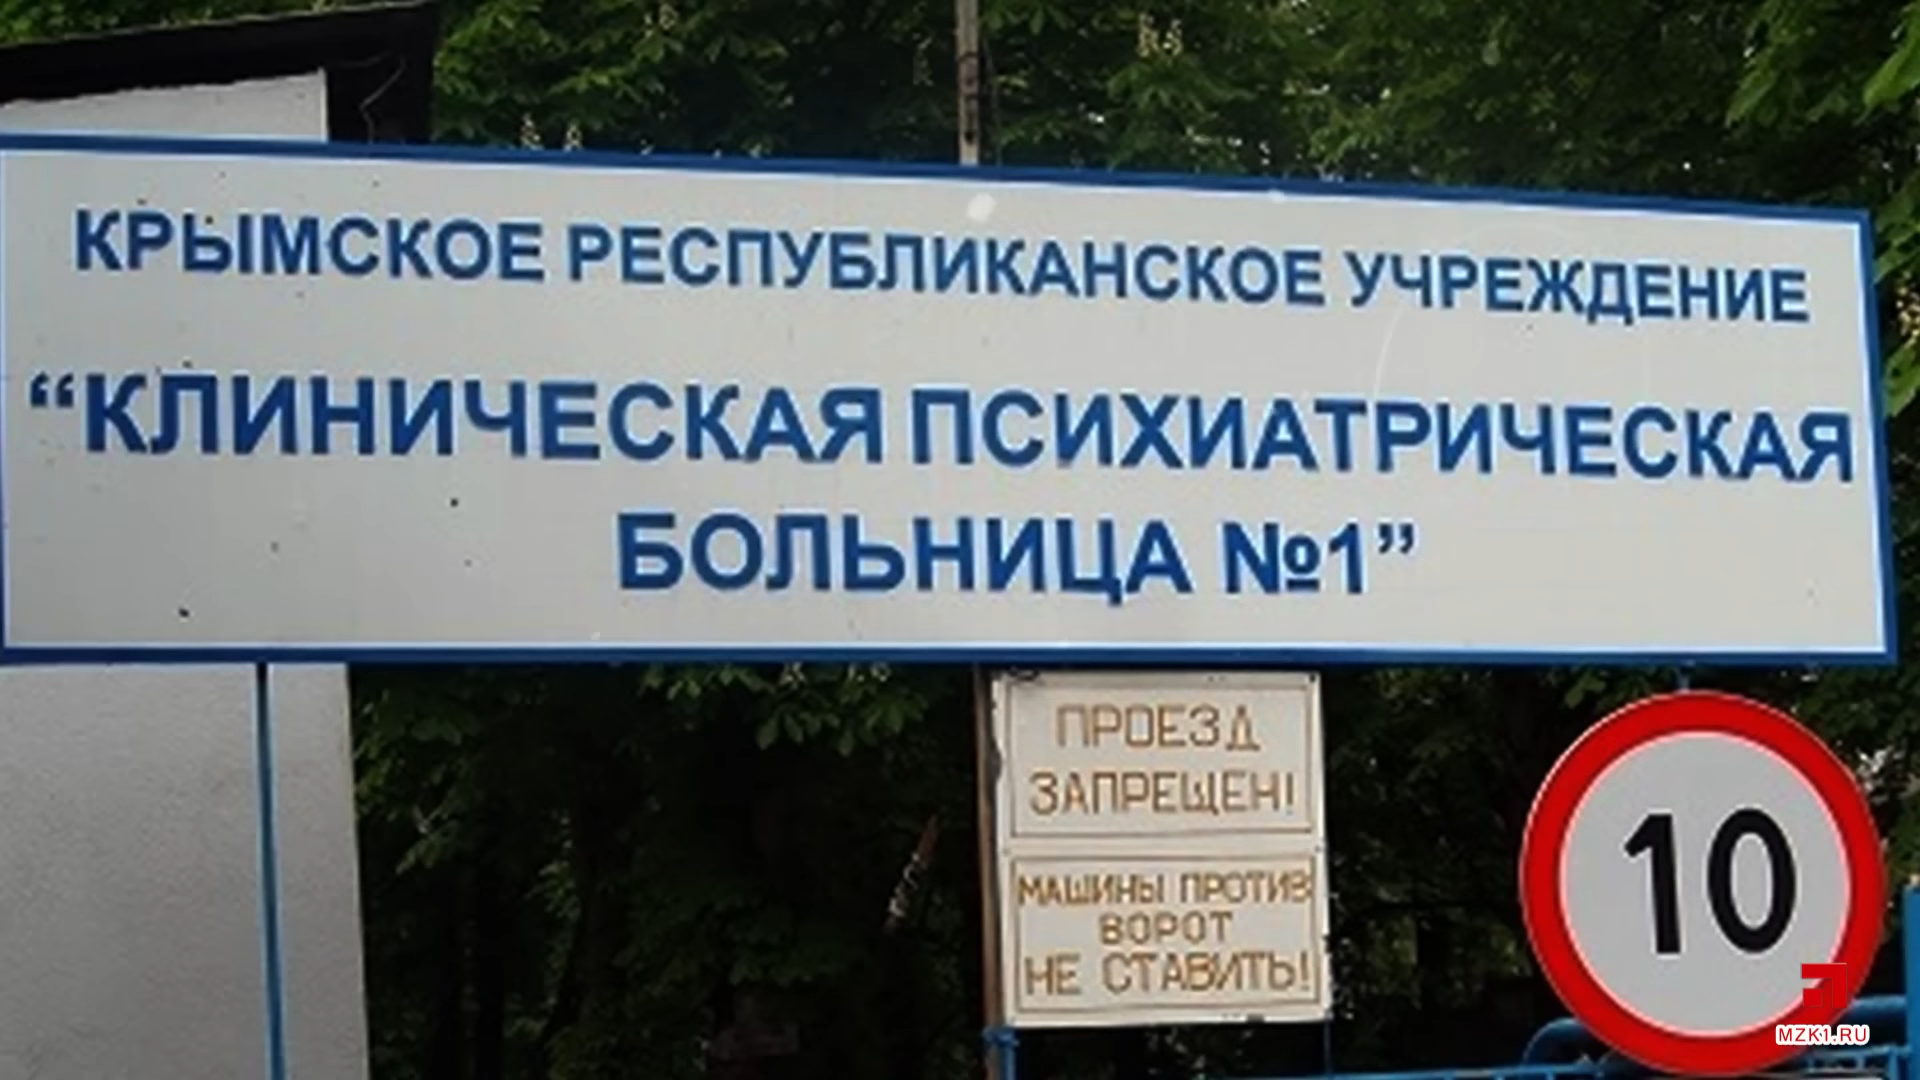 КРЫМСКОЕ РЕСПУБЛИКАНСКОЕ УЧРЕЖДЕНИЕ
“КЛИНИЧЕСКАЯ ПСИХИАТРИЧЕСКАЯ
БОЛЬНИЦА №1”
ПРОЕЗД
ЗАПРЕЩЕН!
МАШИНЫ ПРОТИВ
ВОРОТ
НЕ СТАВИТЬ!
10
MZK1.RU